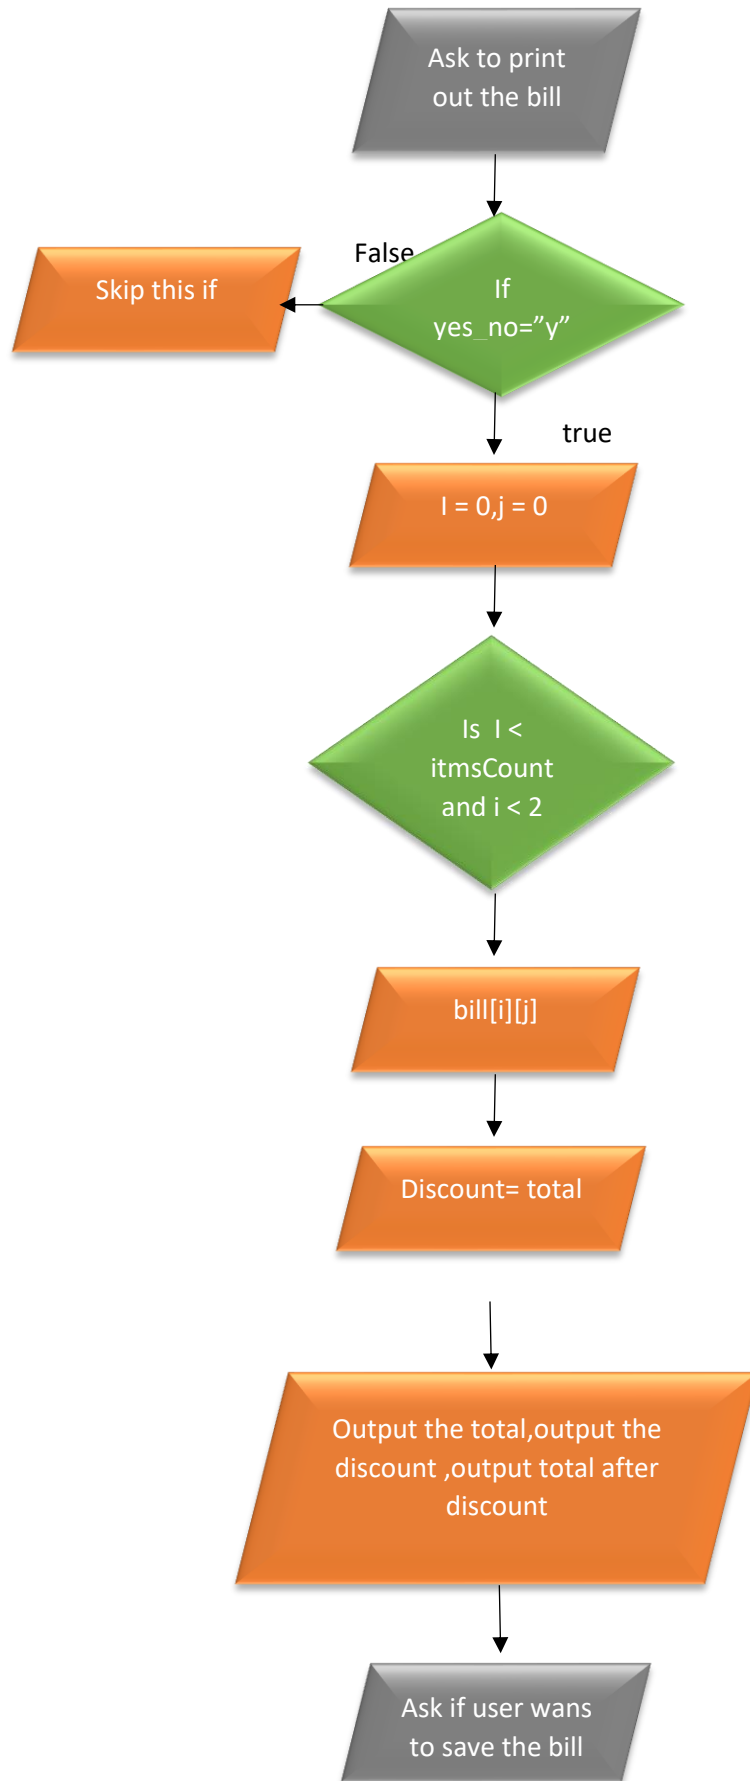 Ask to print
out the bill
False
Skip this if
If
yes_no=”y”
true
I = 0,j = 0
Is  I <
itmsCount
and i < 2
bill[i][j]
Discount= total
Output the total,output the
discount ,output total after
discount
Ask if user wans
to save the bill